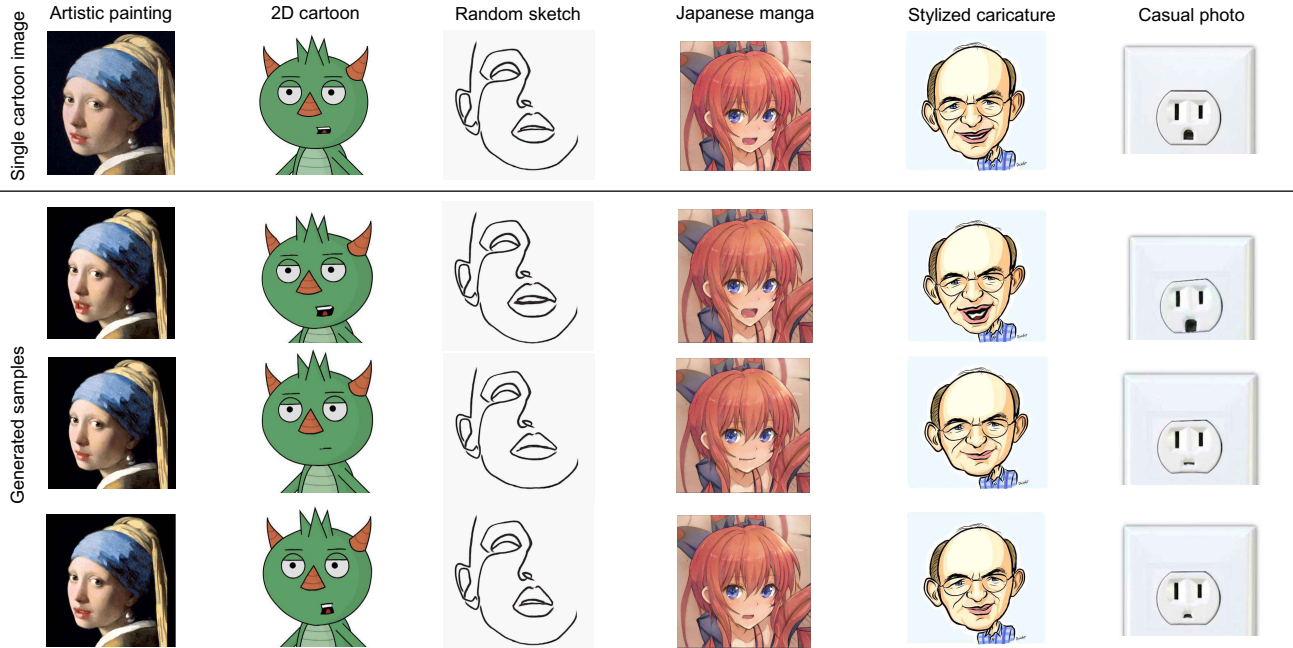 Artistic painting
2D cartoon
Random sketch
Japanese manga
Stylized caricature
Casual photo
Single cartoon image
Generated samples